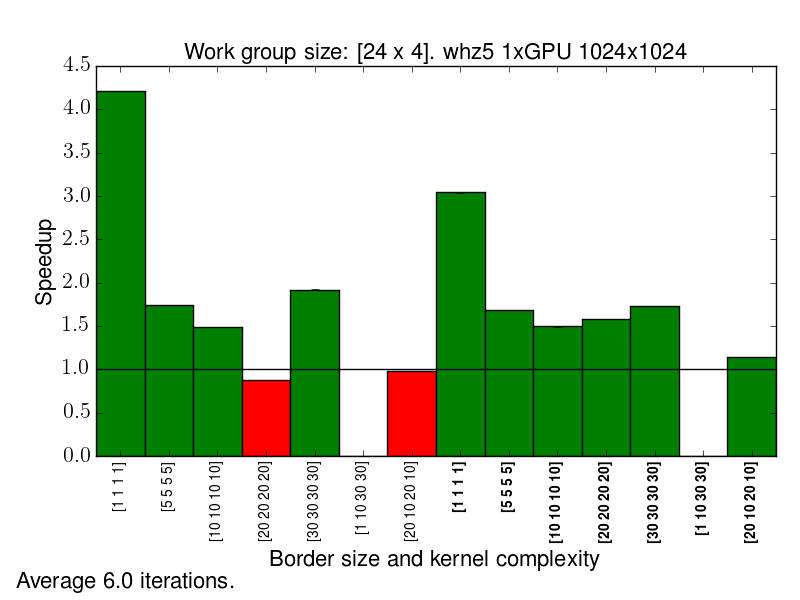 Work group size: [24 x 4]. whz5 1xGPU 1024x1024
4.5
4.0
3.5
3.0
2.5
2.0
1.5
1.0
0.5
0.0
Speedup
[1 1 1 1]
[5 5 5 5]
[10 10 10 10]
[20 20 20 20]
[30 30 30 30]
[1 10 30 30]
[20 10 20 10]
[1 1 1 1]
[5 5 5 5]
[10 10 10 10]
[20 20 20 20]
[30 30 30 30]
[1 10 30 30]
[20 10 20 10]
Border size and kernel complexity
Average 6.0 iterations.